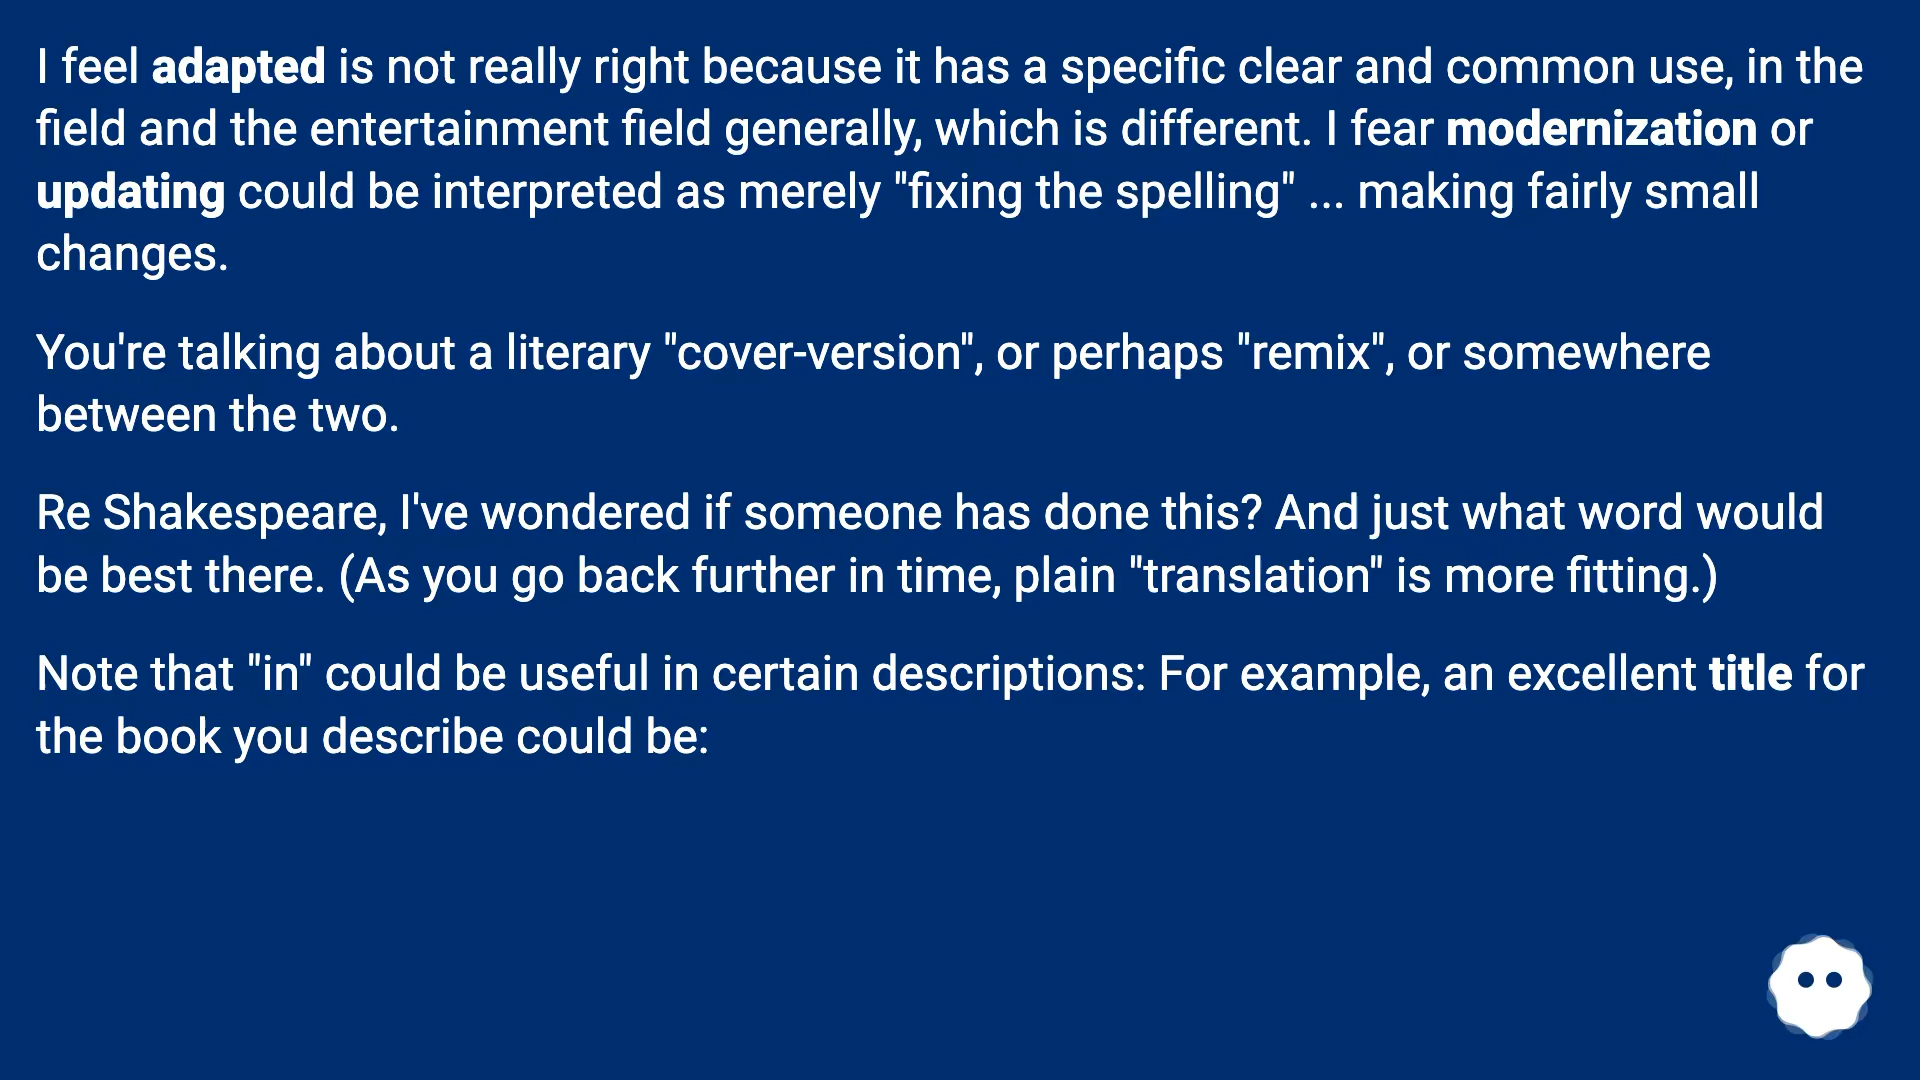 I feel adapted is not really right because it has a specific clear and common use, in the
field and the entertainment field generally, which is different. I fear modernization or
updating could be interpreted as merely "fixing the spelling" ... making fairly small
changes.
You're talking about a literary "cover-version", or perhaps "remix", or somewhere
between the two.
Re Shakespeare, I've wondered if someone has done this? And just what word would
be best there. (As you go back further in time, plain "translation" is more fitting.)
Note that "in" could be useful in certain descriptions: For example, an excellent title for
the book you describe could be: